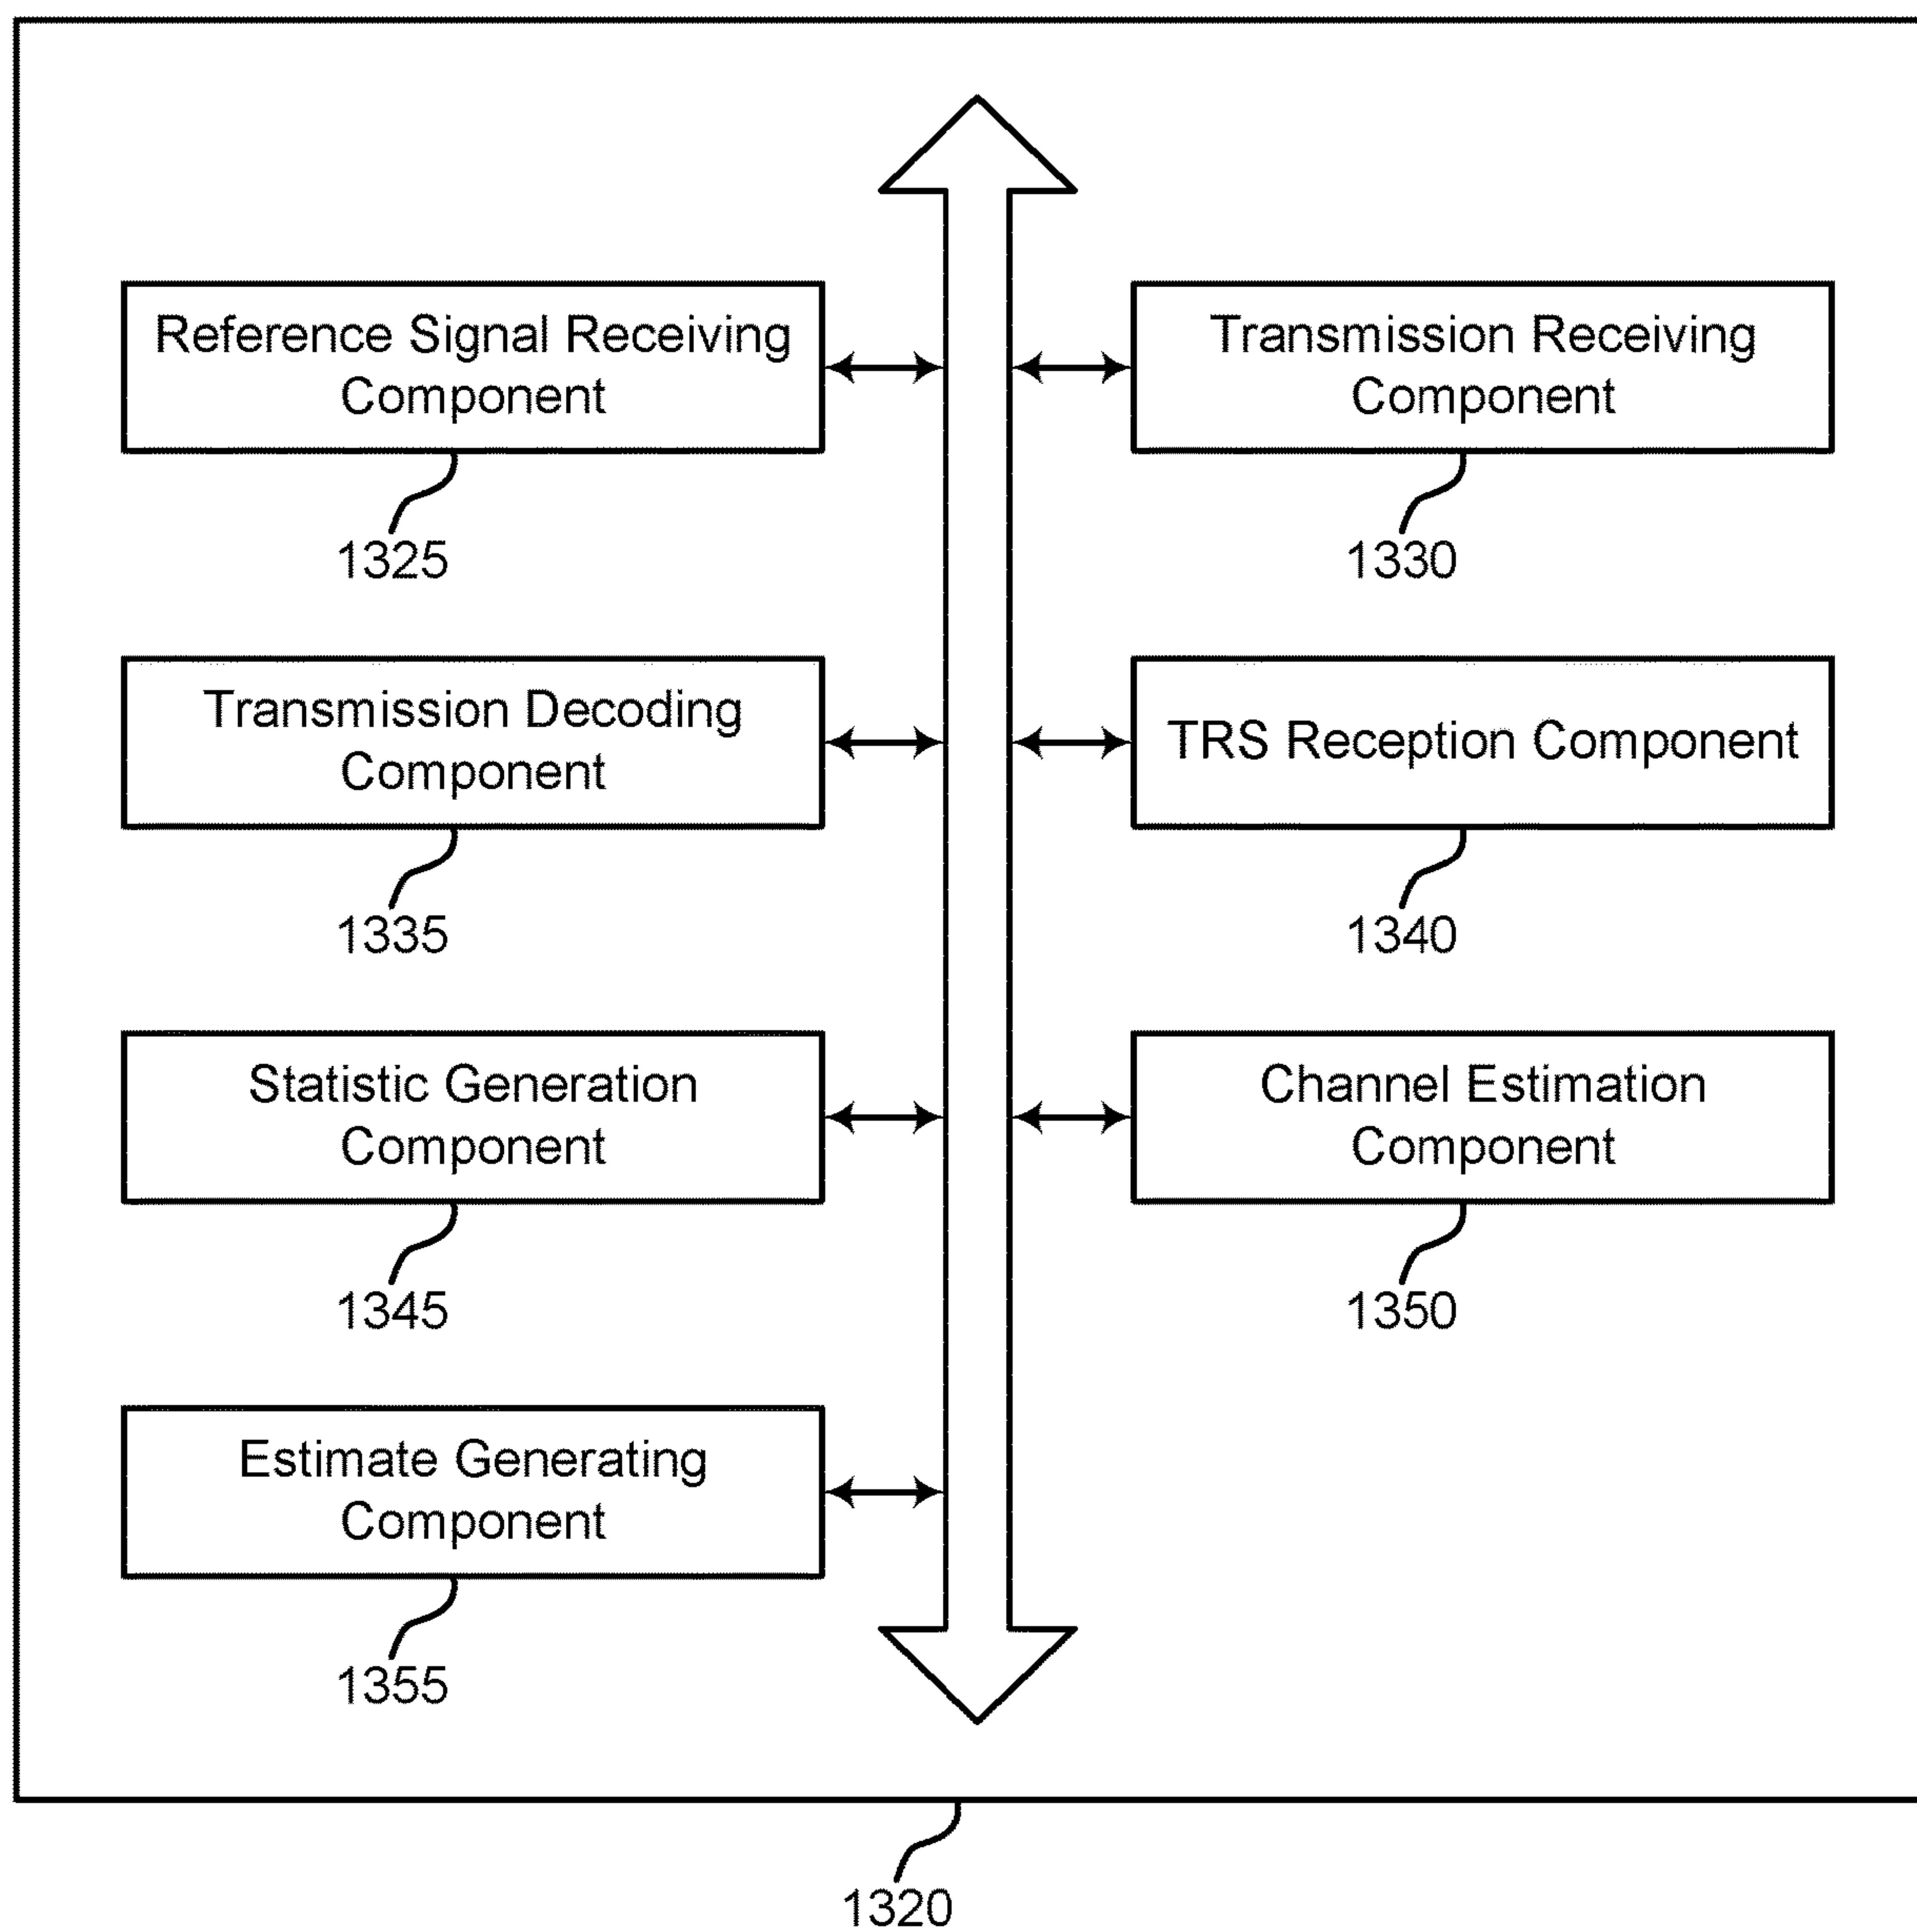 Reference Signal Receiving
Component
1325
Transmission Receiving
Component
1330
Transmission Decoding
Component
1335
TRS Reception Component
1340
Statistic Generation
Component
1345
Channel Estimation
Component
1350
Estimate Generating
Component
1355
1320